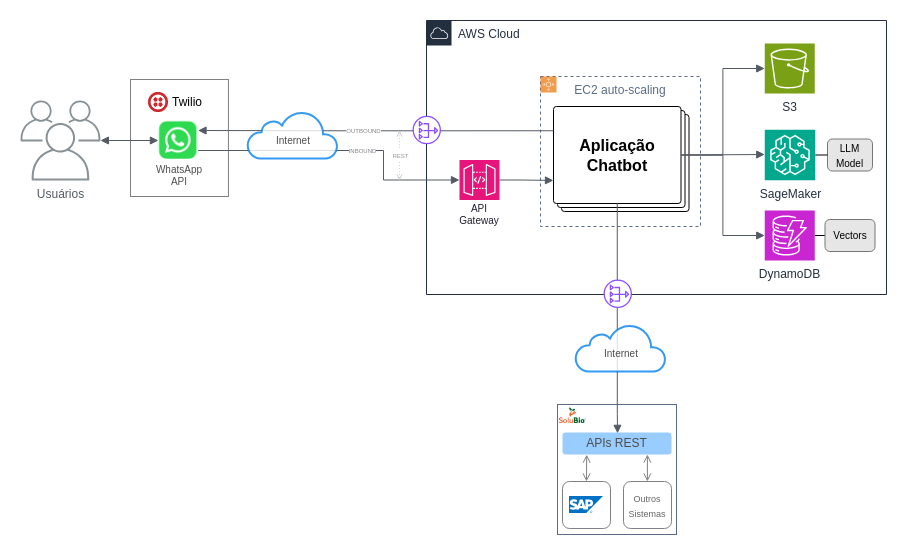 AWS Cloud
Twilio
WhatsApp
API
Usuários
Internet
OUTBOUND
INBOUND
REST
API
Gateway
EC2 auto-scaling
Aplicação
Chatbot
S3
SageMaker
LLM
Model
DynamoDB
Vectors
Internet
SoluBio
APIs REST
SAP
Outros
Sistemas